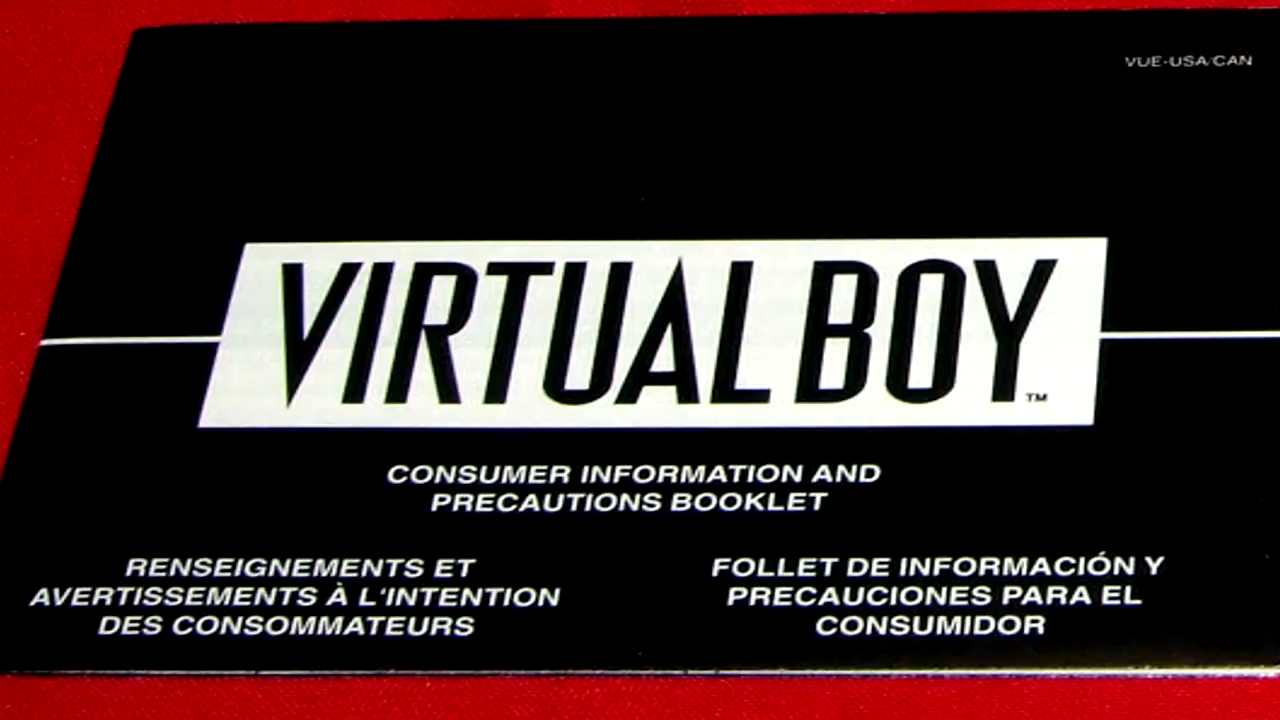 VUE-USA/CAN
VIRTUAL BOY™
CONSUMER INFORMATION AND
PRECAUTIONS BOOKLET
RENSEIGNEMENTS ET
AVERTISSEMENTS À L'INTENTION
DES CONSOMMATEURS
FOLLET DE INFORMACIÓN Y
PRECAUCIONES PARA EL
CONSUMIDOR